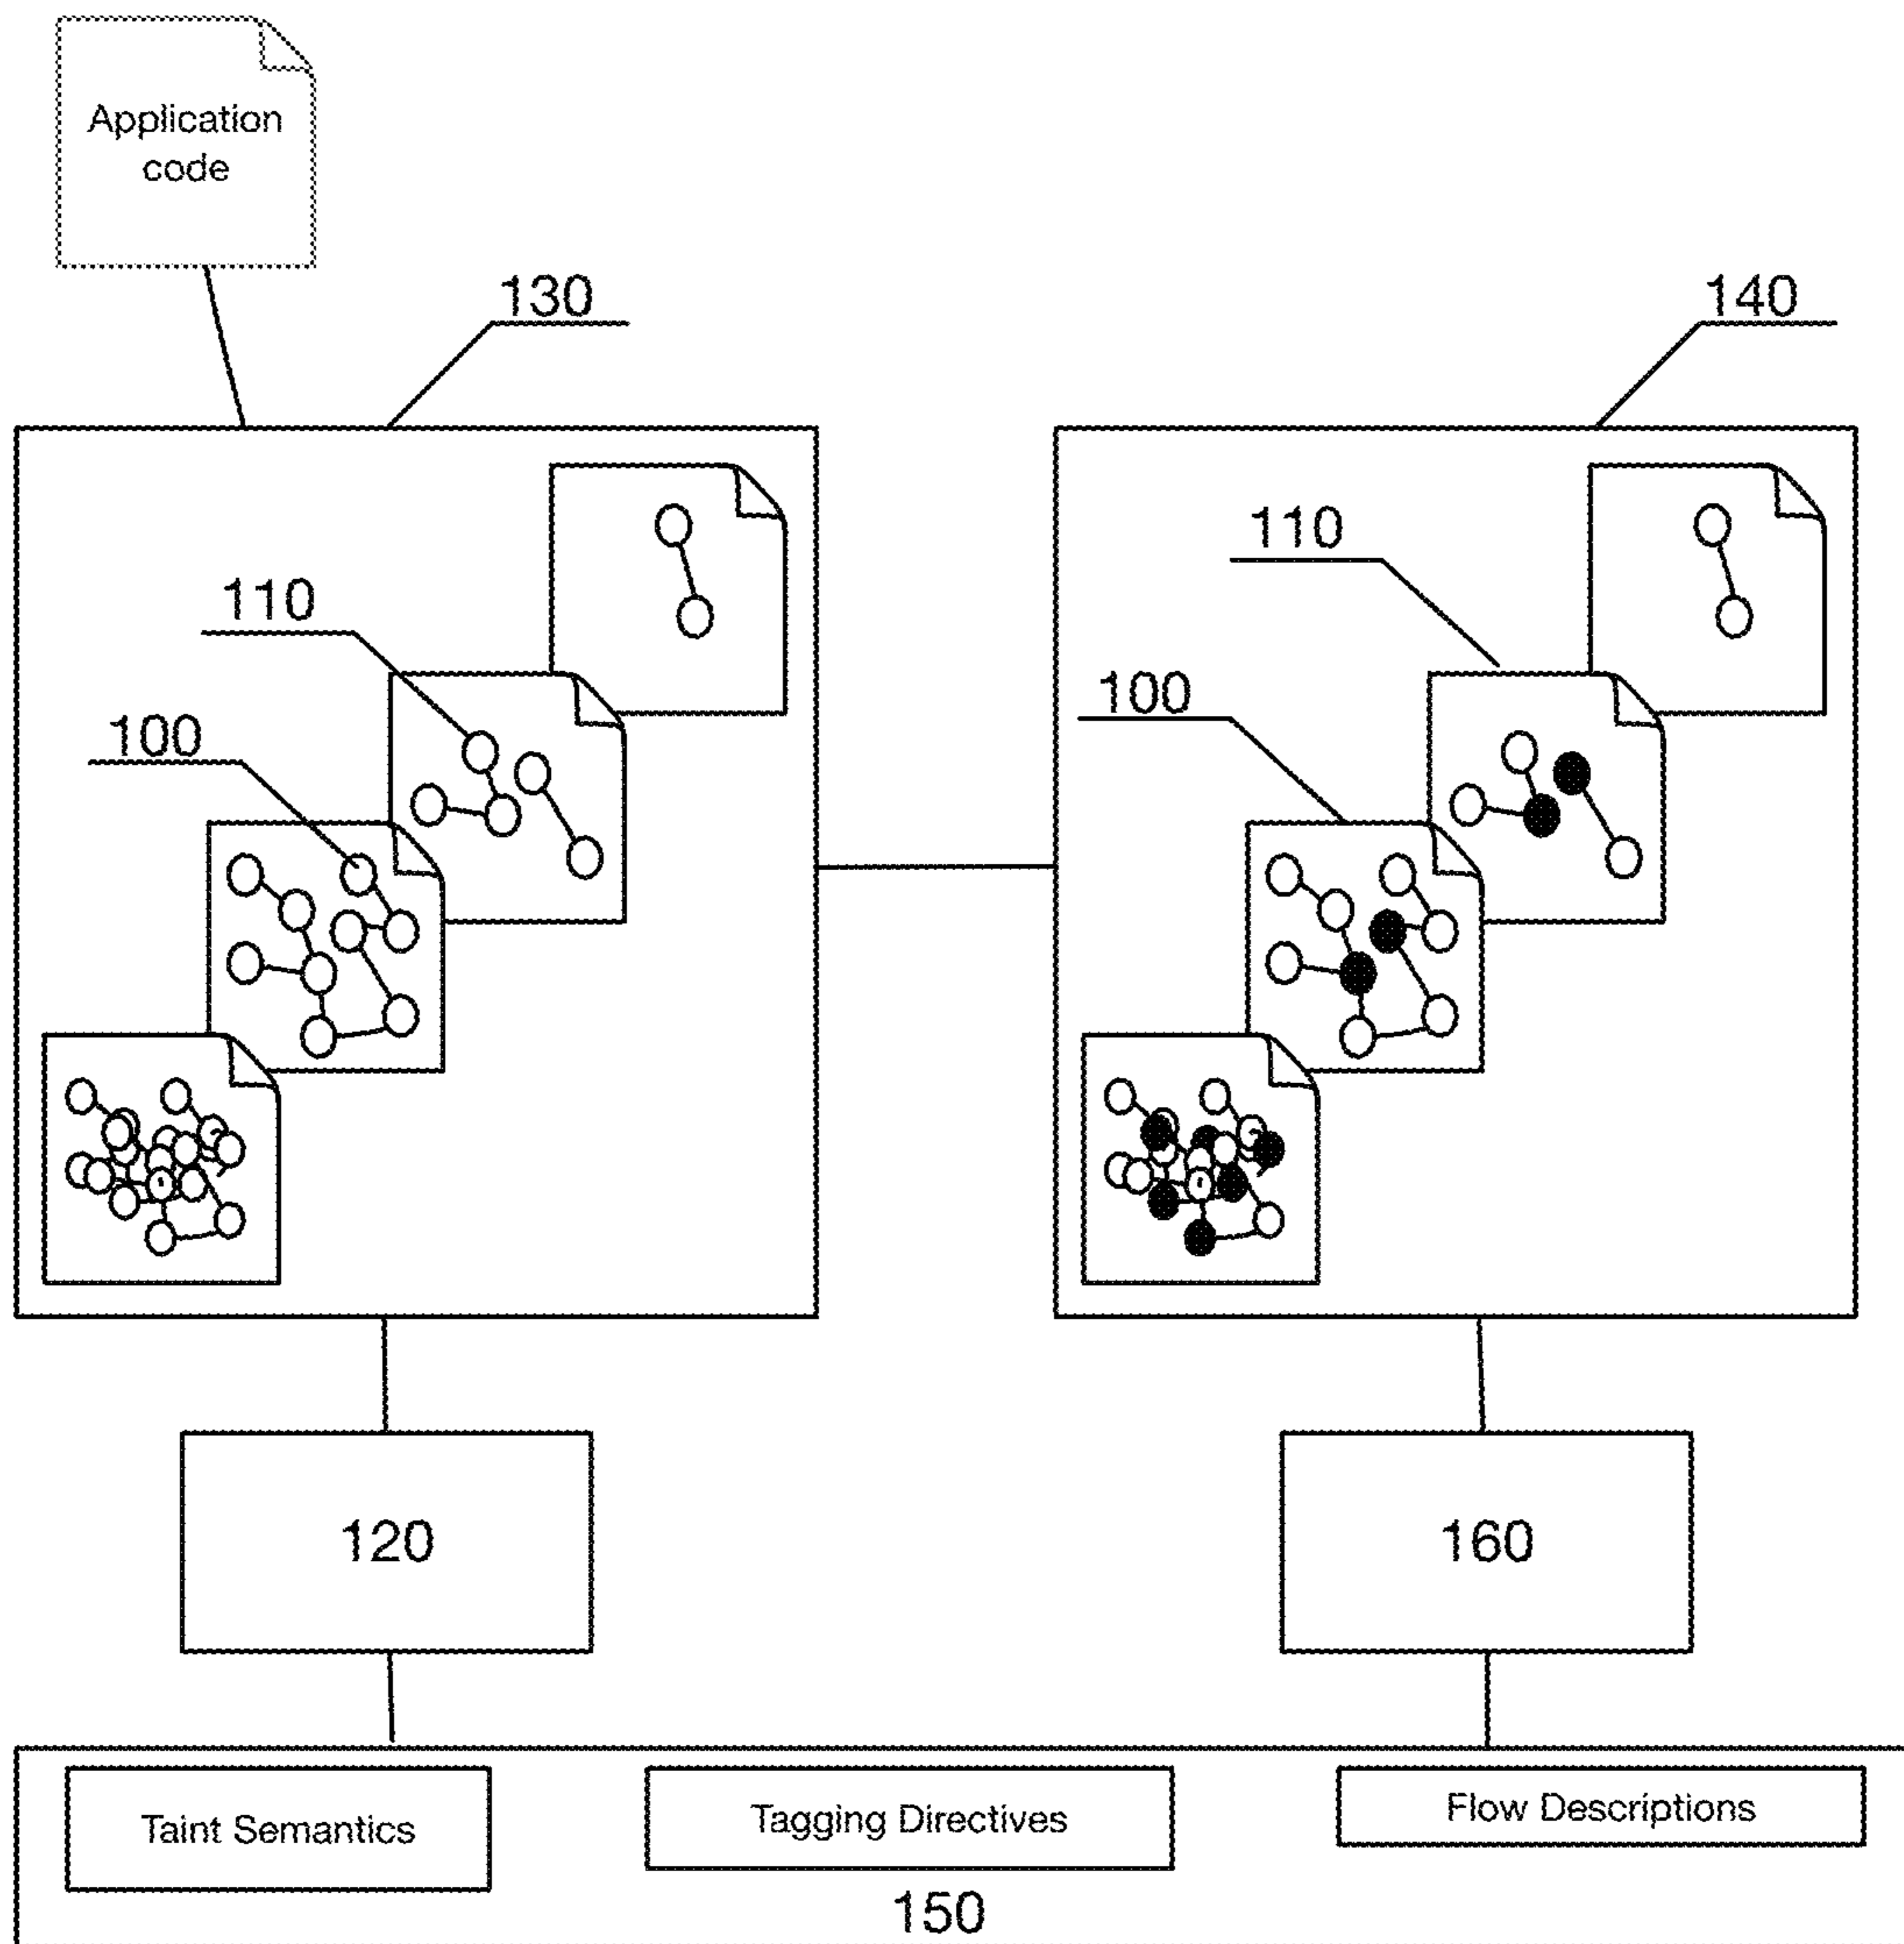 Application
code
130
140
110
110
100
100
120
160
Taint Semantics
Tagging Directives
Flow Descriptions
150